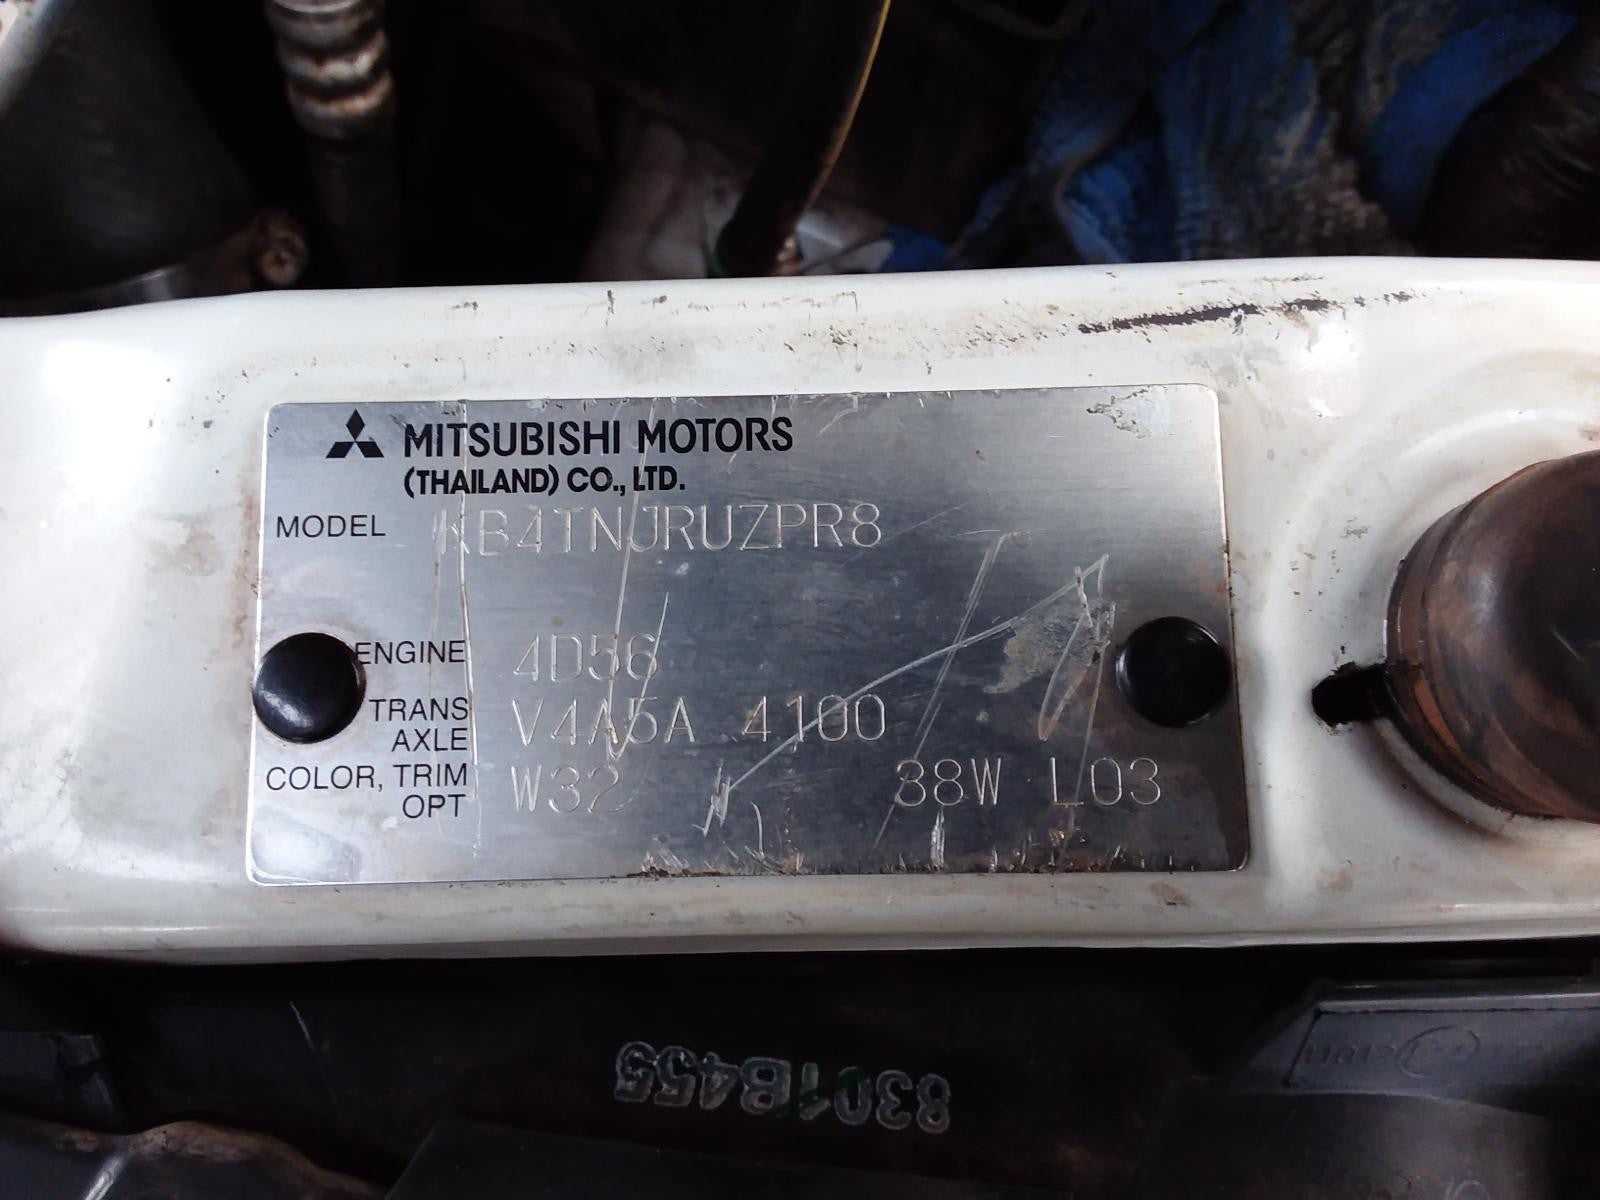 MITSUBISHI MOTORS
(THAILAND) CO., LTD.
MODEL KB4TNJRUZPR8
ENGINE 4D56
TRANS AXLE V4A5A 4100
COLOR, TRIM OPT W32 38W L03
8301B455